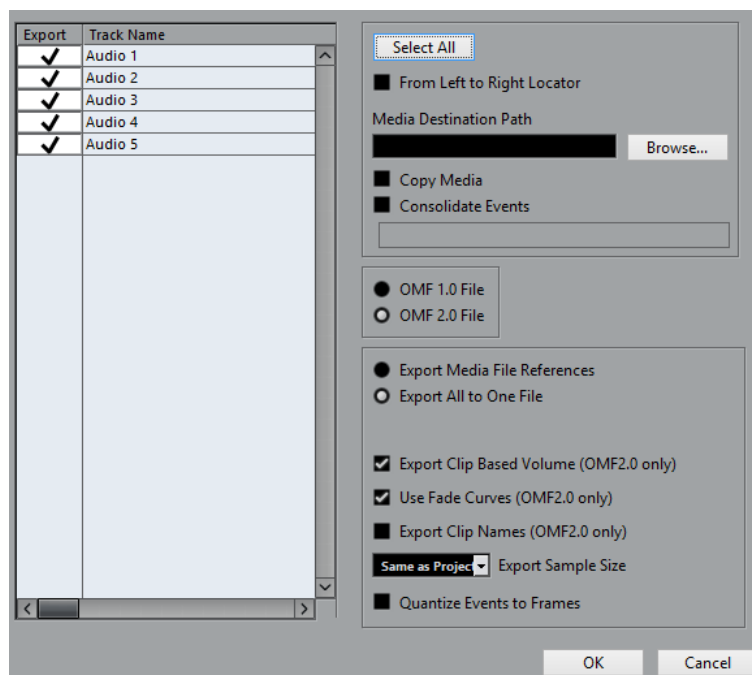 Export Track Name
Audio 1
Audio 2
Audio 3
Audio 4
Audio 5
Select All
From Left to Right Locator
Media Destination Path
Browse...
Copy Media
Consolidate Events
OMF 1.0 File
OMF 2.0 File
Export Media File References
Export All to One File
Export Clip Based Volume (OMF2.0 only)
Use Fade Curves (OMF2.0 only)
Export Clip Names (OMF2.0 only)
Same as Project Export Sample Size
Quantize Events to Frames
OK Cancel